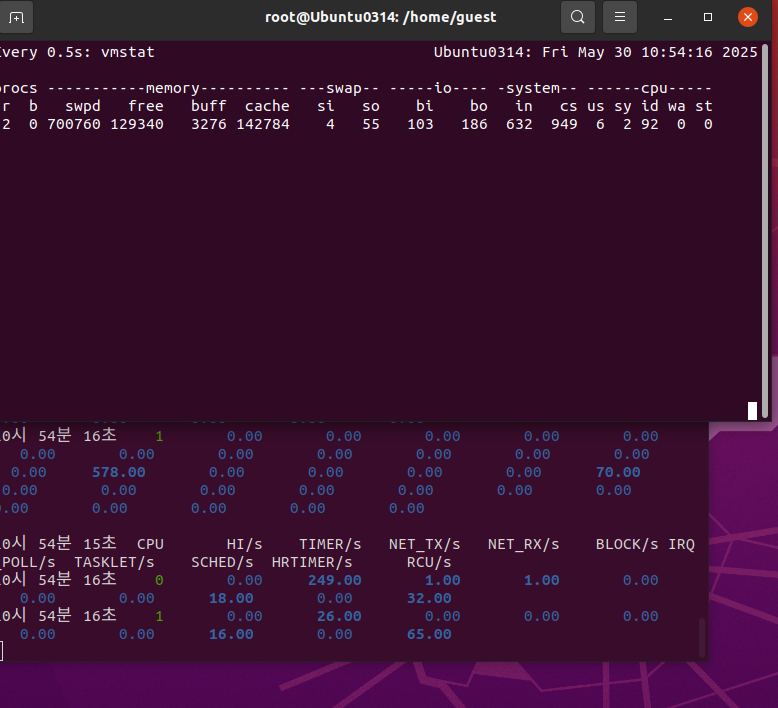 root@Ubuntu0314: /home/guest
Every 0.5s: vmstat Ubuntu0314: Fri May 30 10:54:16 2025
procs -----------memory---------- ---swap-- -----io---- -system-- ------cpu-----
r b swpd free buff cache si so bi bo in cs us sy id wa st
2 0 700760 129340 3276 142784 4 55 103 186 632 949 6 2 92 0 0
10시 54분 16초 1 0.00 0.00 0.00 0.00 0.00
0.00 0.00 0.00 0.00 0.00 0.00 0.00
0.00 578.00 0.00 0.00 0.00 0.00 70.00
0.00 0.00 0.00 0.00 0.00 0.00 0.00
0.00 0.00 0.00 0.00 0.00
10시 54분 15초 CPU HI/s TIMER/s NET_TX/s NET_RX/s BLOCK/s IRQ
_POLL/s TASKLET/s SCHED/s HRTIMER/s RCU/s
10시 54분 16초 0 0.00 249.00 1.00 1.00 0.00
0.00 0.00 18.00 0.00 32.00
10시 54분 16초 1 0.00 26.00 0.00 0.00 0.00
0.00 0.00 16.00 0.00 65.00